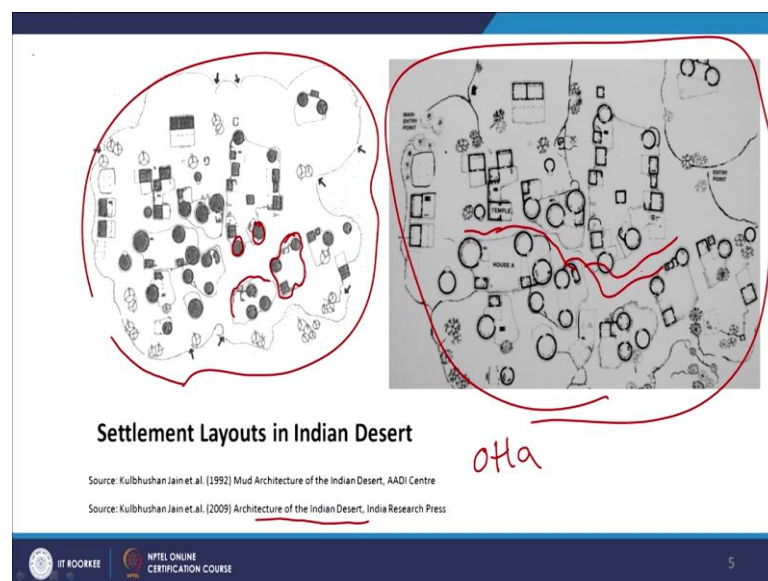 MAIN
ENTRY
POINT
ENTRY
POINT
TEMPLE
HOUSE A
Settlement Layouts in Indian Desert
otta
Source: Kulbhushan Jain et.al. (1992) Mud Architecture of the Indian Desert, AADI Centre
Source: Kulbhushan Jain et.al. (2009) Architecture of the Indian Desert, India Research Press
IIT ROORKEE
NPTEL ONLINE
CERTIFICATION COURSE
5